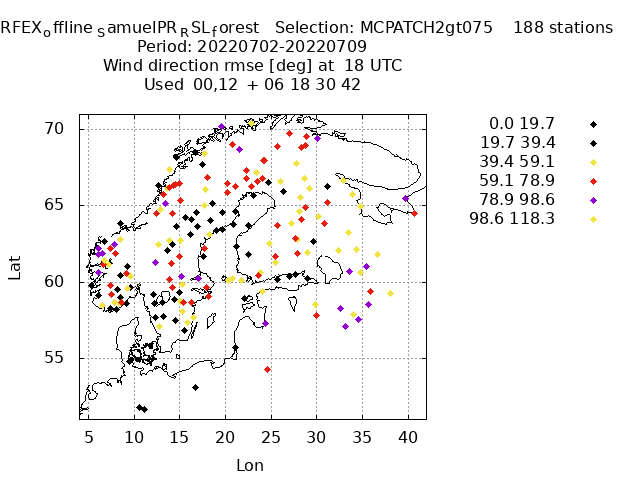 RFEXoffline SamuelPRRSLforest Selection: MCPATCH2gt075 188 stations
Period: 20220702-20220709
Wind direction rmse [deg] at 18 UTC
Used 00,12 + 06 18 30 42
70
65
60
55
Lat
5 10 15 20 25 30 35 40
Lon
0.0 19.7
19.7 39.4
39.4 59.1
59.1 78.9
78.9 98.6
98.6 118.3